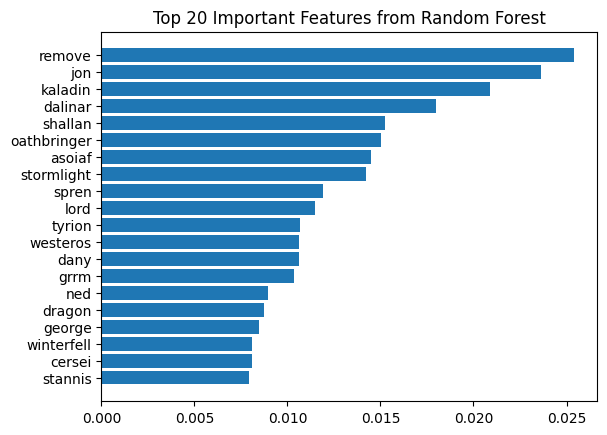 Top 20 Important Features from Random Forest
remove
jon
kaladin
dalinar
shallan
oathbringer
asoiaf
stormlight
spren
lord
tyrion
westeros
dany
grrm
ned
dragon
george
winterfell
cersei
stannis
0.000 0.005 0.010 0.015 0.020 0.025